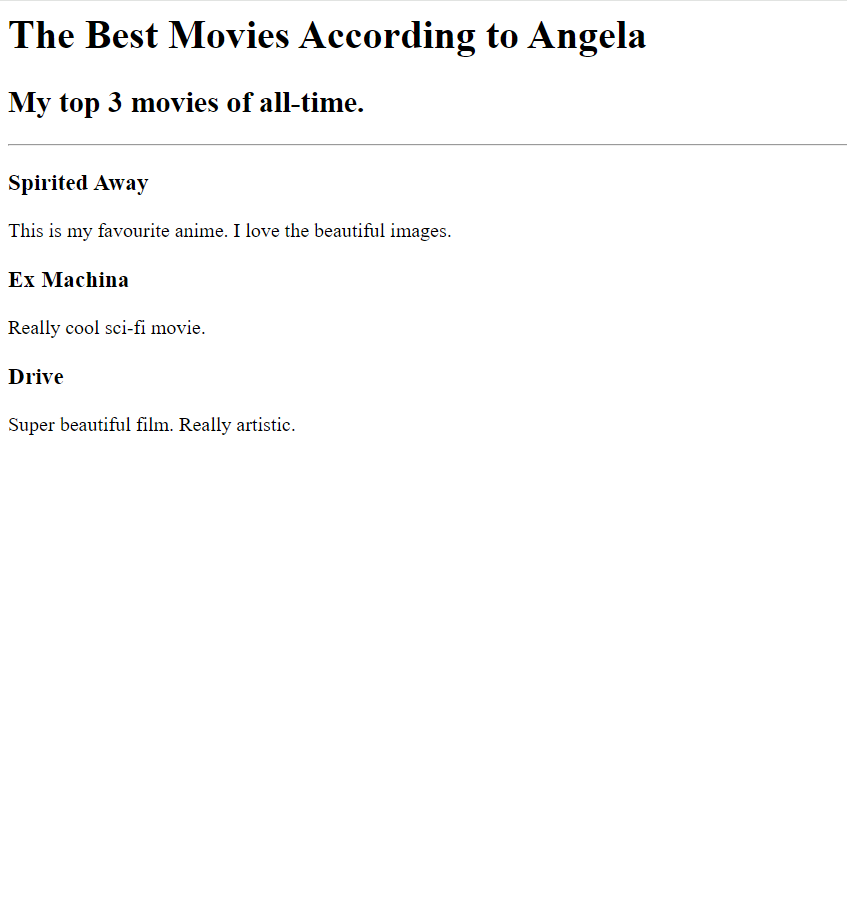 The Best Movies According to Angela
My top 3 movies of all-time.
Spirited Away
This is my favourite anime. I love the beautiful images.
Ex Machina
Really cool sci-fi movie.
Drive
Super beautiful film. Really artistic.